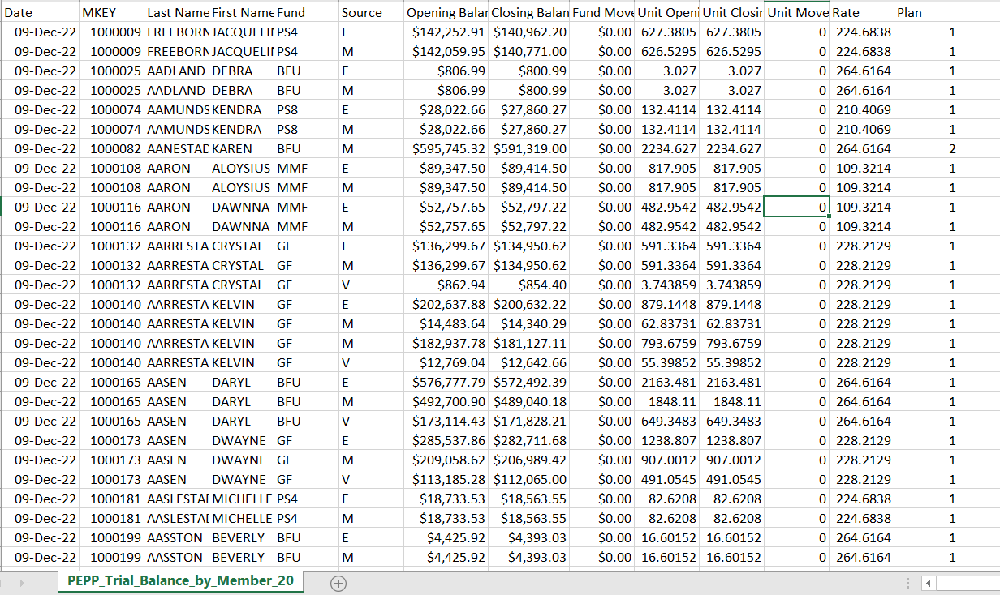 Date MKEY Last Name First Name Fund Source Opening Balan Closing Balan Fund Move Unit Openi Unit Closin Unit Move Rate Plan
09-Dec-22 1000009 FREEBORN JACQUELIN PS4 E $142,252.91 $140,962.20 $0.00 627.3805 627.3805 0 224.6838 1
09-Dec-22 1000009 FREEBORN JACQUELIN PS4 M $142,059.95 $140,771.00 $0.00 626.5295 626.5295 0 224.6838 1
09-Dec-22 1000025 AADLAND DEBRA BFU E $806.99 $800.99 $0.00 3.027 3.027 0 264.6164 1
09-Dec-22 1000025 AADLAND DEBRA BFU M $806.99 $800.99 $0.00 3.027 3.027 0 264.6164 1
09-Dec-22 1000074 AAMUNDS KENDRA PS8 E $28,022.66 $27,860.27 $0.00 132.4114 132.4114 0 210.4069 1
09-Dec-22 1000074 AAMUNDS KENDRA PS8 M $28,022.66 $27,860.27 $0.00 132.4114 132.4114 0 210.4069 1
09-Dec-22 1000082 AANESTAD KAREN BFU M $595,745.32 $591,319.00 $0.00 2234.627 2234.627 0 264.6164 2
09-Dec-22 1000108 AARON ALOYSIUS MMF E $89,347.50 $89,414.50 $0.00 817.905 817.905 0 109.3214 1
09-Dec-22 1000108 AARON ALOYSIUS MMF M $89,347.50 $89,414.50 $0.00 817.905 817.905 0 109.3214 1
09-Dec-22 1000116 AARON DAWNNA MMF E $52,757.65 $52,797.22 $0.00 482.9542 482.9542 0 109.3214 1
09-Dec-22 1000116 AARON DAWNNA MMF M $52,757.65 $52,797.22 $0.00 482.9542 482.9542 0 109.3214 1
09-Dec-22 1000132 AARRESTA CRYSTAL GF E $136,299.67 $134,950.62 $0.00 591.3364 591.3364 0 228.2129 1
09-Dec-22 1000132 AARRESTA CRYSTAL GF M $136,299.67 $134,950.62 $0.00 591.3364 591.3364 0 228.2129 1
09-Dec-22 1000132 AARRESTA CRYSTAL GF V $862.94 $854.40 $0.00 3.743859 3.743859 0 228.2129 1
09-Dec-22 1000140 AARRESTA KELVIN GF E $202,637.88 $200,632.22 $0.00 879.1448 879.1448 0 228.2129 1
09-Dec-22 1000140 AARRESTA KELVIN GF M $14,483.64 $14,340.29 $0.00 62.83731 62.83731 0 228.2129 1
09-Dec-22 1000140 AARRESTA KELVIN GF M $182,937.78 $181,127.11 $0.00 793.6759 793.6759 0 228.2129 1
09-Dec-22 1000140 AARRESTA KELVIN GF V $12,769.04 $12,642.66 $0.00 55.39852 55.39852 0 228.2129 1
09-Dec-22 1000165 AASEN DARYL BFU E $576,777.79 $572,492.39 $0.00 2163.481 2163.481 0 264.6164 1
09-Dec-22 1000165 AASEN DARYL BFU M $492,700.90 $489,040.18 $0.00 1848.11 1848.11 0 264.6164 1
09-Dec-22 1000165 AASEN DARYL BFU V $173,114.43 $171,828.21 $0.00 649.3483 649.3483 0 264.6164 1
09-Dec-22 1000173 AASEN DWAYNE GF E $285,537.86 $282,711.68 $0.00 1238.807 1238.807 0 228.2129 1
09-Dec-22 1000173 AASEN DWAYNE GF M $209,058.62 $206,989.42 $0.00 907.0012 907.0012 0 228.2129 1
09-Dec-22 1000173 AASEN DWAYNE GF V $113,185.28 $112,065.00 $0.00 491.0545 491.0545 0 228.2129 1
09-Dec-22 1000181 AASLESTAD MICHELLE PS4 E $18,733.53 $18,563.55 $0.00 82.6208 82.6208 0 224.6838 1
09-Dec-22 1000181 AASLESTAD MICHELLE PS4 M $18,733.53 $18,563.55 $0.00 82.6208 82.6208 0 224.6838 1
09-Dec-22 1000199 AASSTON BEVERLY BFU E $4,425.92 $4,393.03 $0.00 16.60152 16.60152 0 264.6164 1
09-Dec-22 1000199 AASSTON BEVERLY BFU M $4,425.92 $4,393.03 $0.00 16.60152 16.60152 0 264.6164 1
PEPP_Trial_Balance_by_Member_20